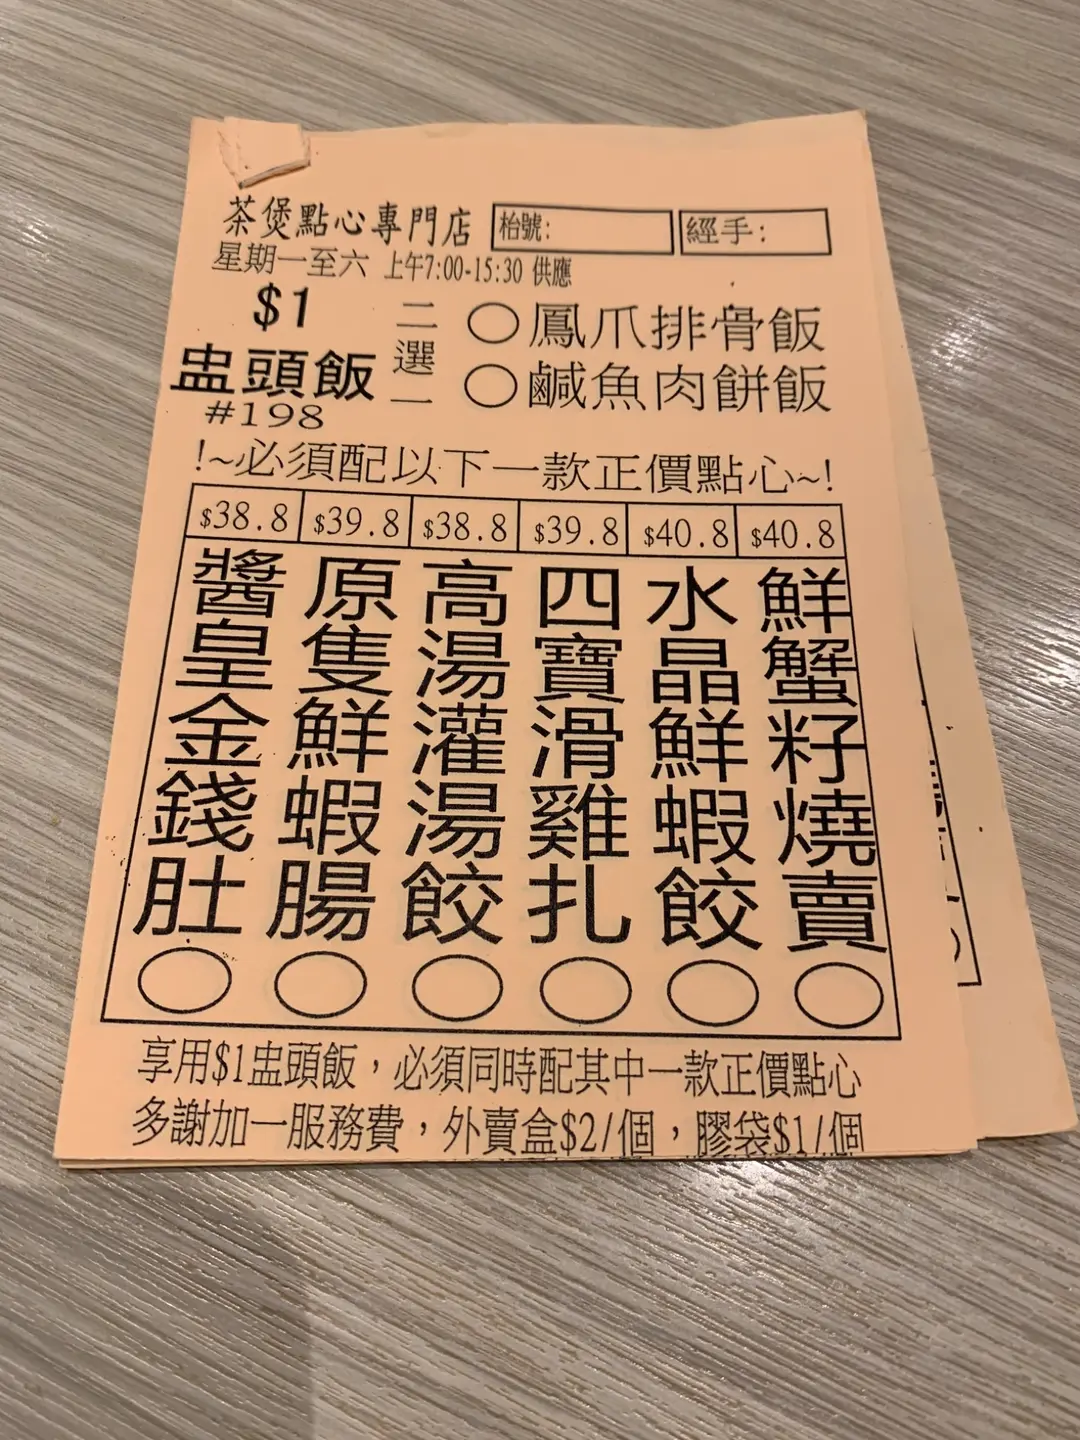 茶煲點心專門店
枱號:
經手:
星期一至六 上午7:00-15:30 供應
$1
盅頭飯
#198
二選一
鳳爪排骨飯
鹹魚肉餅飯
!~必須配以下一款正價點心~!
$38.8 $39.8 $38.8 $39.8 $40.8 $40.8
醬皇金錢肚
原隻鮮蝦腸
高湯灌湯餃
四寶滑雞扎
水晶鮮蝦餃
鮮蟹籽燒賣
享用$1盅頭飯，必須同時配其中一款正價點心
多謝加一服務費，外賣盒$2/個，膠袋$1/個